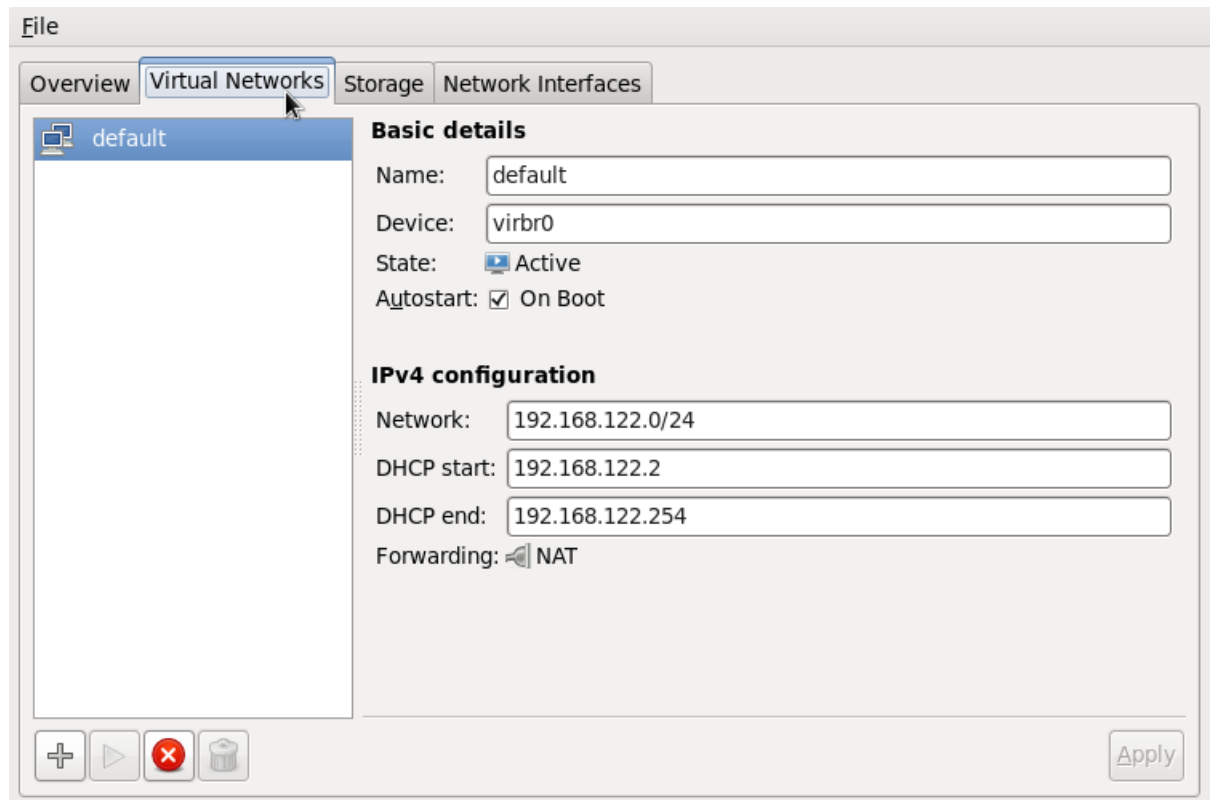 File
Overview Virtual Networks Storage Network Interfaces
default
Basic details
Name: default
Device: virbr0
State: Active
Autostart: On Boot
IPv4 configuration
Network: 192.168.122.0/24
DHCP start: 192.168.122.2
DHCP end: 192.168.122.254
Forwarding: NAT
Apply